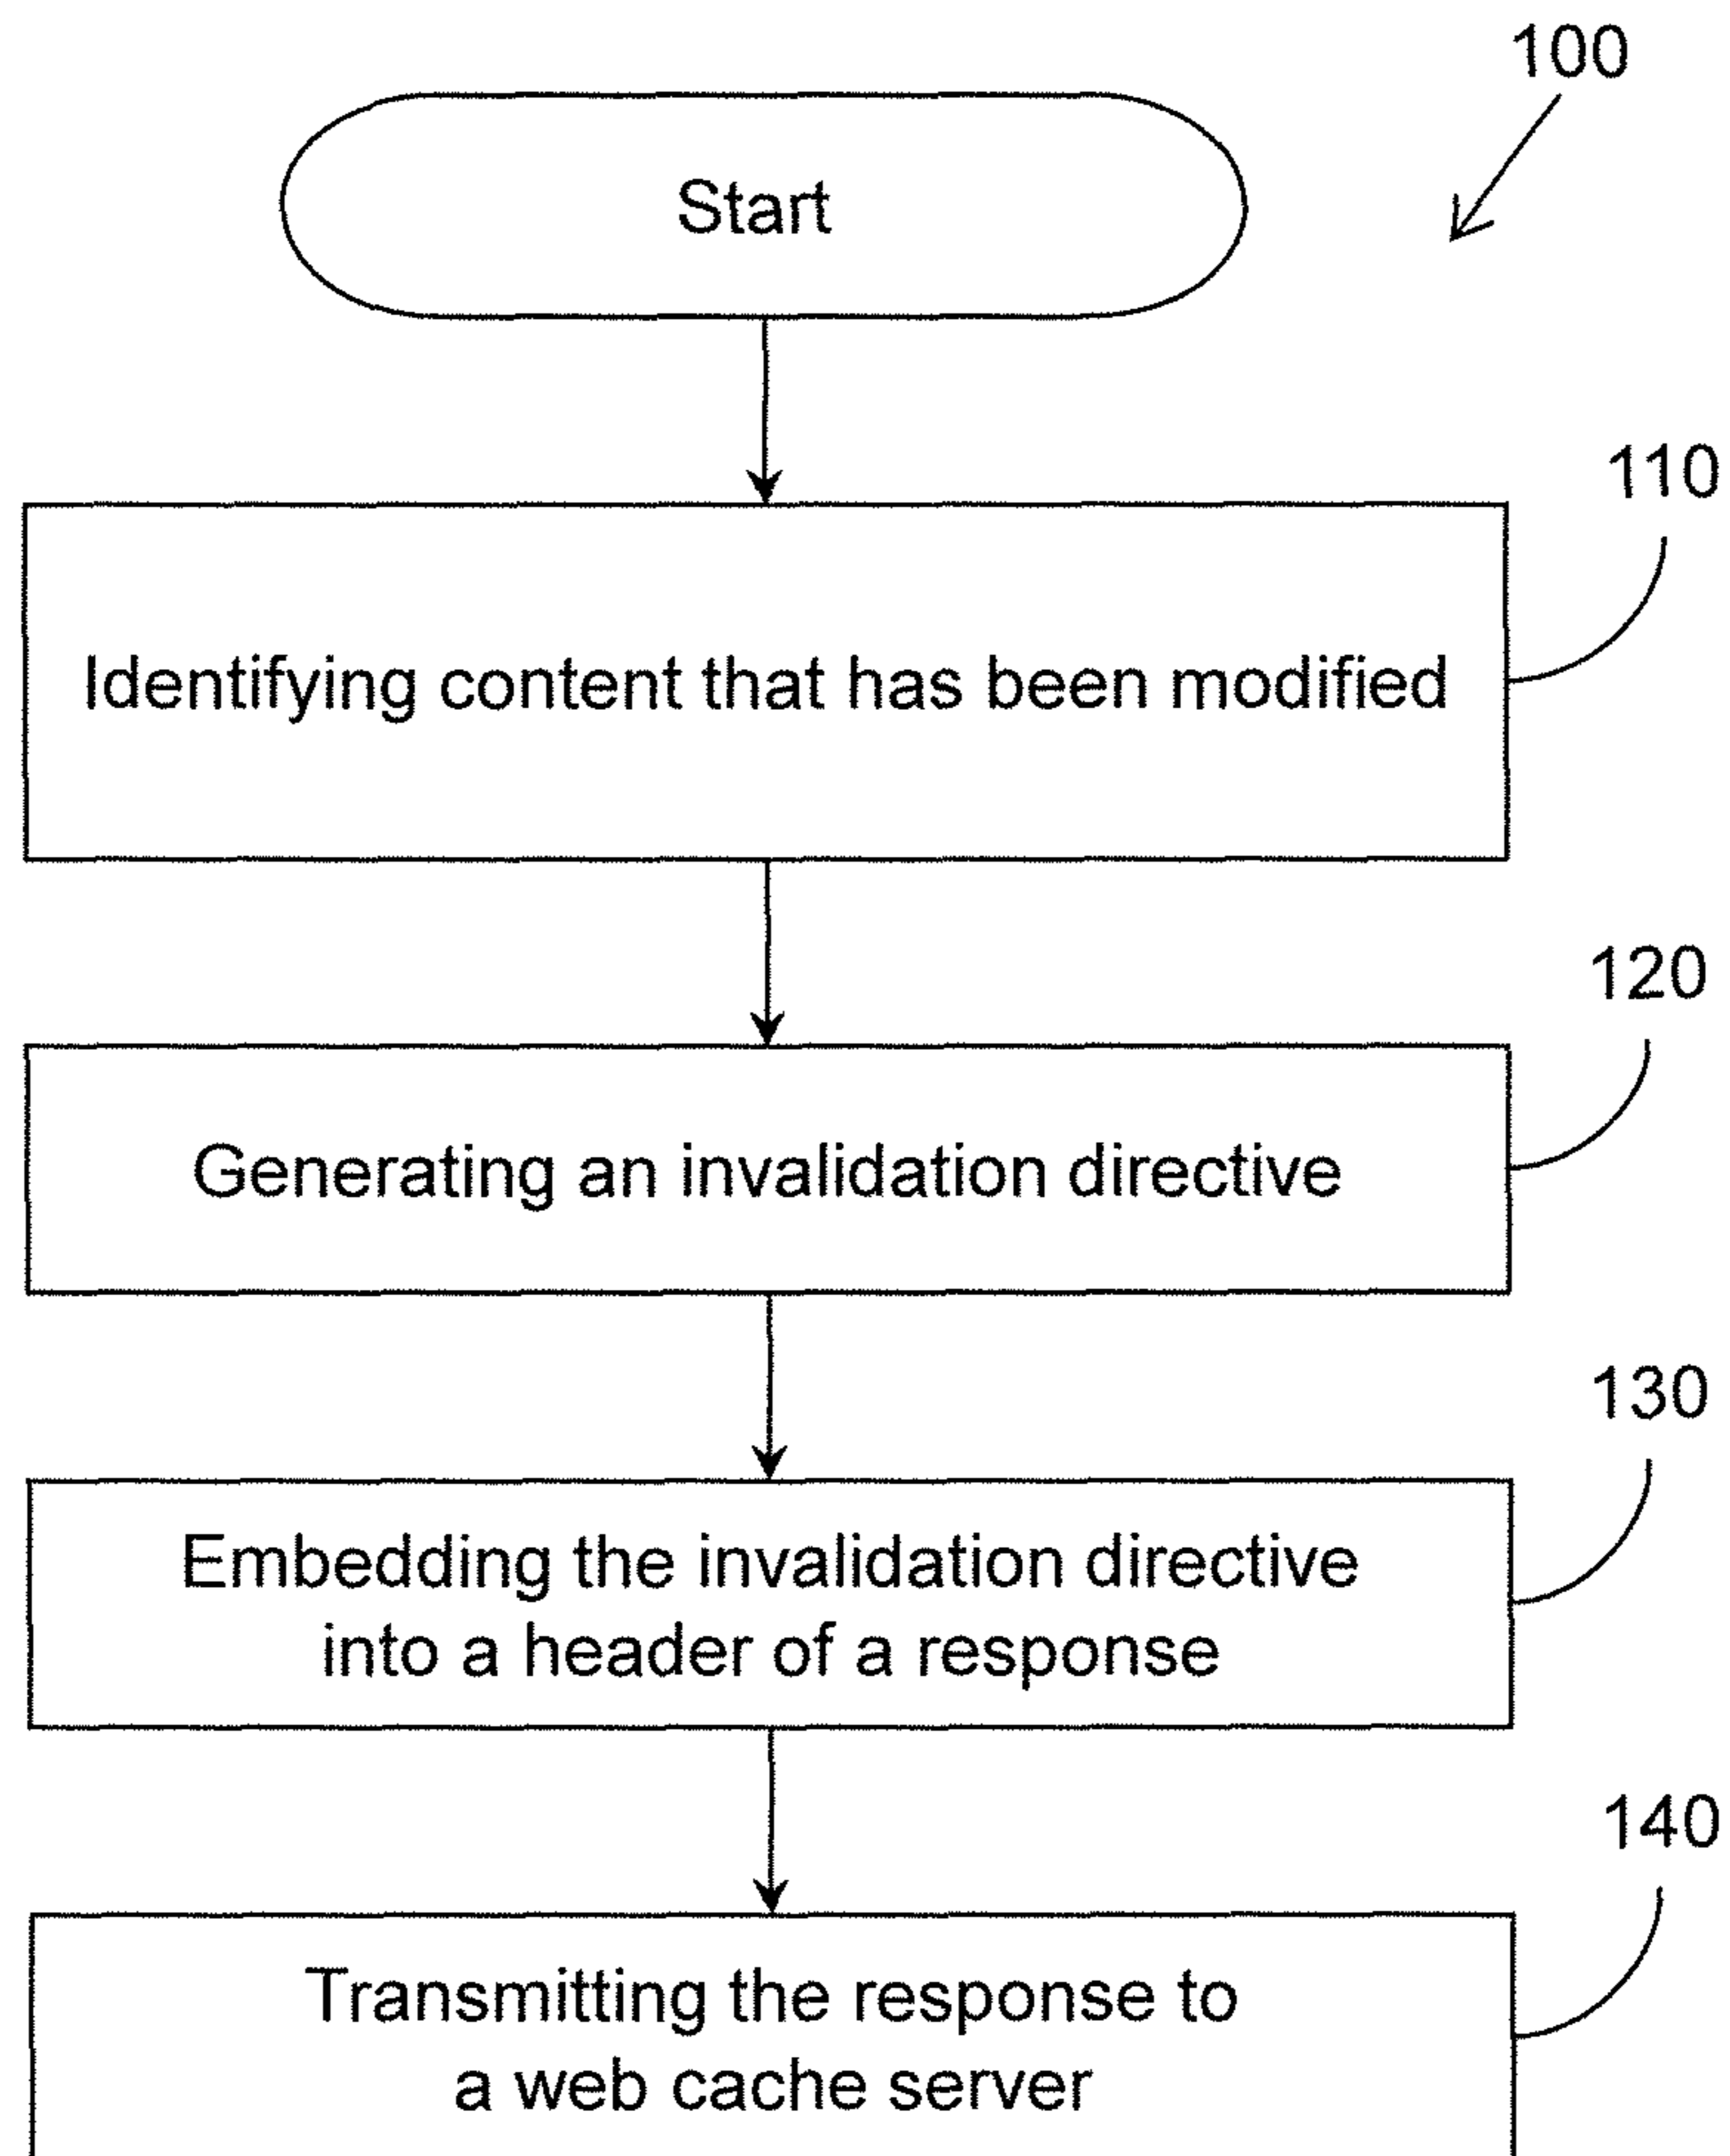 100
Start
110
Identifying content that has been modified
120
Generating an invalidation directive
130
Embedding the invalidation directive
into a header of a response
140
Transmitting the response to
a web cache server